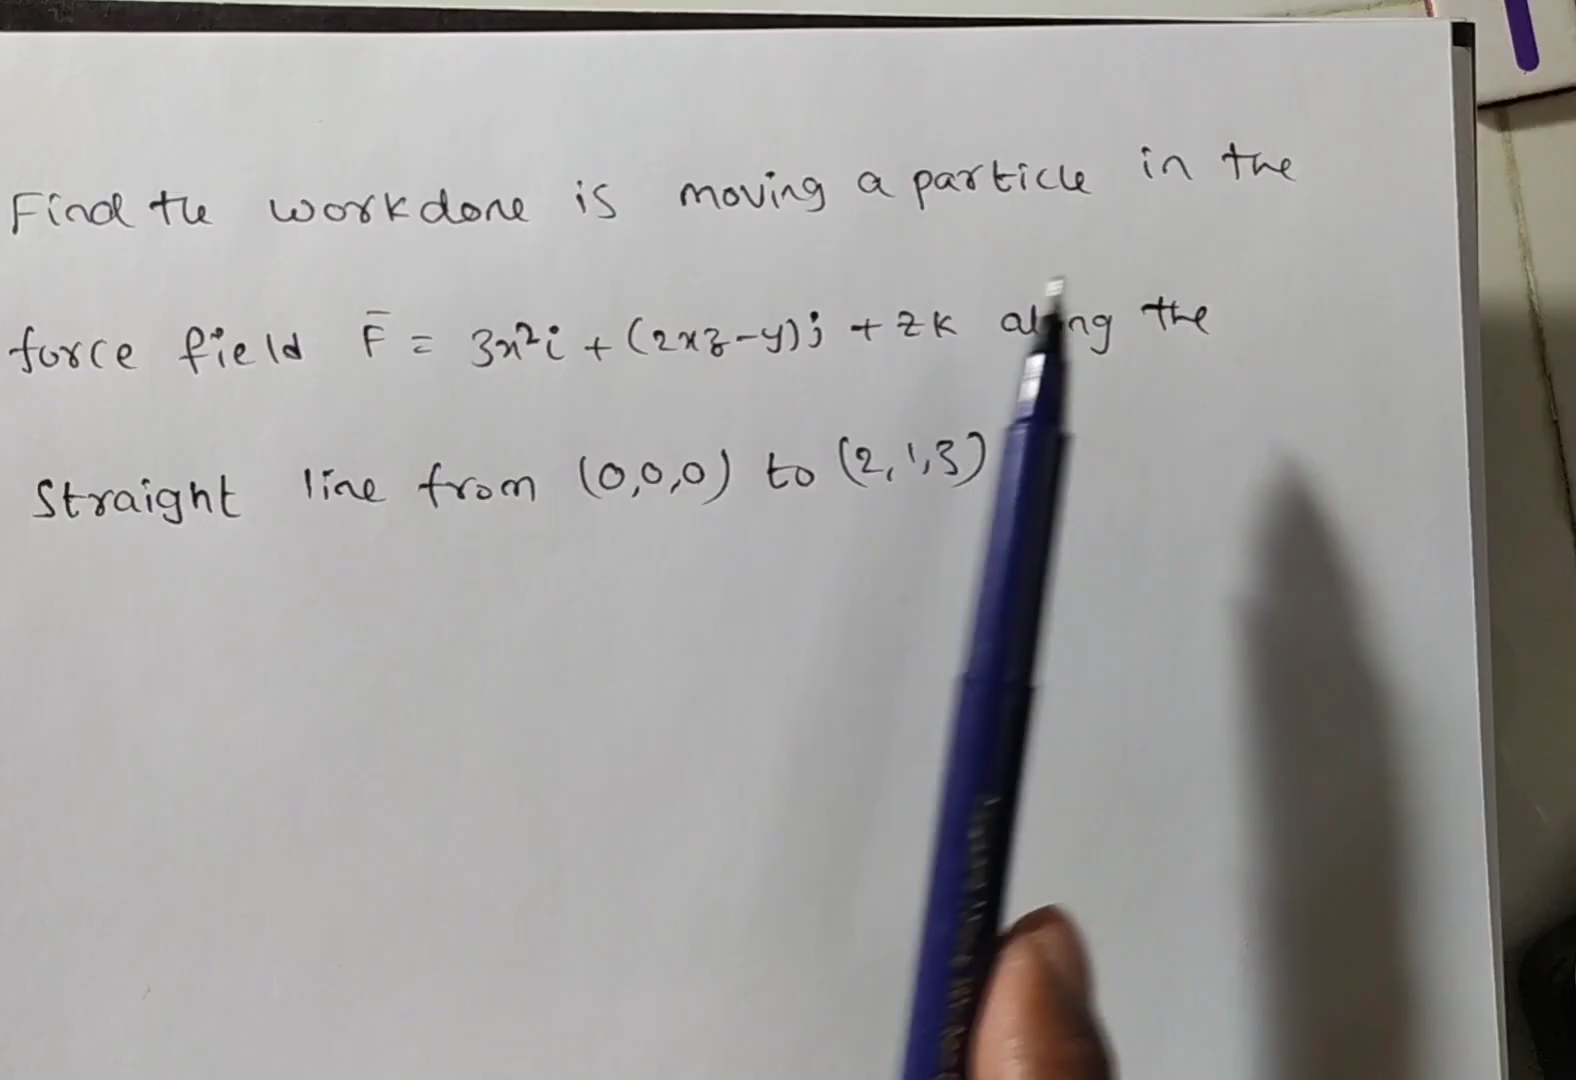 Find the workdone is moving a particle in the
force field F̄ = 3x²i + (2xz-y)j + zk along the
straight line from (0,0,0) to (2,1,3)